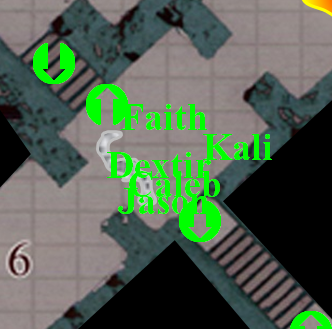 Faith
Kali
Dextir
Caleb
Jason
6